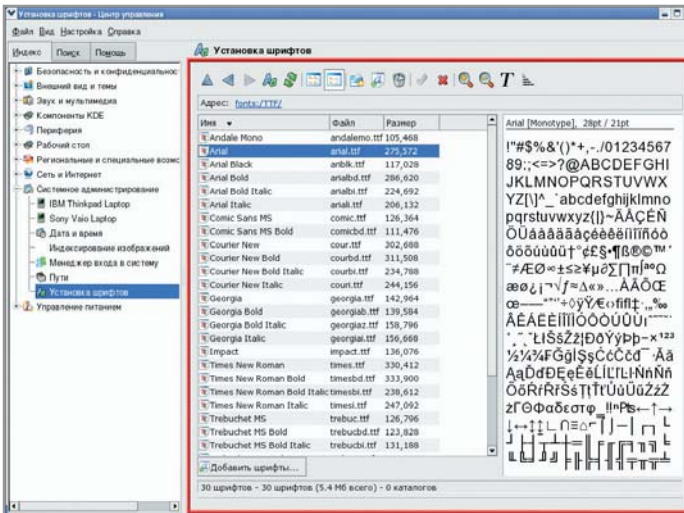 Установка шрифтов - Центр управления
Файл Вид Настройка Справка
Индекс Поиск Помощь
Безопасность и конфиденциальнос
Внешний вид и темы
Звук и мультимедиа
Компоненты KDE
Периферия
Рабочий стол
Региональные и специальные возмо
Сеть и Интернет
Системное администрирование
IBM Thinkpad Laptop
Sony Vaio Laptop
Дата и время
Индексирование изображений
Менеджер входа в систему
Пути
Установка шрифтов
Управление питанием
Установка шрифтов
Адрес: fonts:/TTF/
Имя Файл Размер
Andale Mono andalemo.ttf 105,468
Arial arial.ttf 275,572
Arial Black ariblk.ttf 117,028
Arial Bold arialbd.ttf 286,620
Arial Bold Italic arialbi.ttf 224,692
Arial Italic ariali.ttf 206,132
Comic Sans MS comic.ttf 126,364
Comic Sans MS Bold comicbd.ttf 111,476
Courier New cour.ttf 302,688
Courier New Bold courbd.ttf 311,508
Courier New Bold Italic courbi.ttf 234,788
Courier New Italic couri.ttf 244,156
Georgia georgia.ttf 142,964
Georgia Bold georgiab.ttf 139,584
Georgia Bold Italic georgiaz.ttf 158,796
Georgia Italic georgiai.ttf 156,668
Impact impact.ttf 136,076
Times New Roman times.ttf 330,412
Times New Roman Bold timesbd.ttf 333,900
Times New Roman Bold Italic timesbi.ttf 238,612
Times New Roman Italic timesi.ttf 247,092
Trebuchet MS trebuc.ttf 126,796
Trebuchet MS Bold trebucbd.ttf 123,828
Trebuchet MS Bold Italic trebucbi.ttf 131,188
Добавить шрифты...
30 шрифтов - 30 шрифтов (5.4 Мб всего) - 0 каталогов
Arial [Monotype], 28pt / 21pt
!"#$%&'()*+,-./01234567
89:;<=>?@ABCDEFGHI
JKLMNOPQRSTUVWX
YZ[\]^_`abcdefghijklmno
pqrstuvwxyz{|}~ÄÅÇÉÑ
ÖÜáàâäãåçéèêëíìîïñóò
ôöõúùûü†°¢£§•¶ß®©™´
¨≠ÆØ∞±≤≥¥µ∂∑∏π∫ªºΩ
æø¿¡¬√ƒ≈∆«»…ÀÃÕŒ